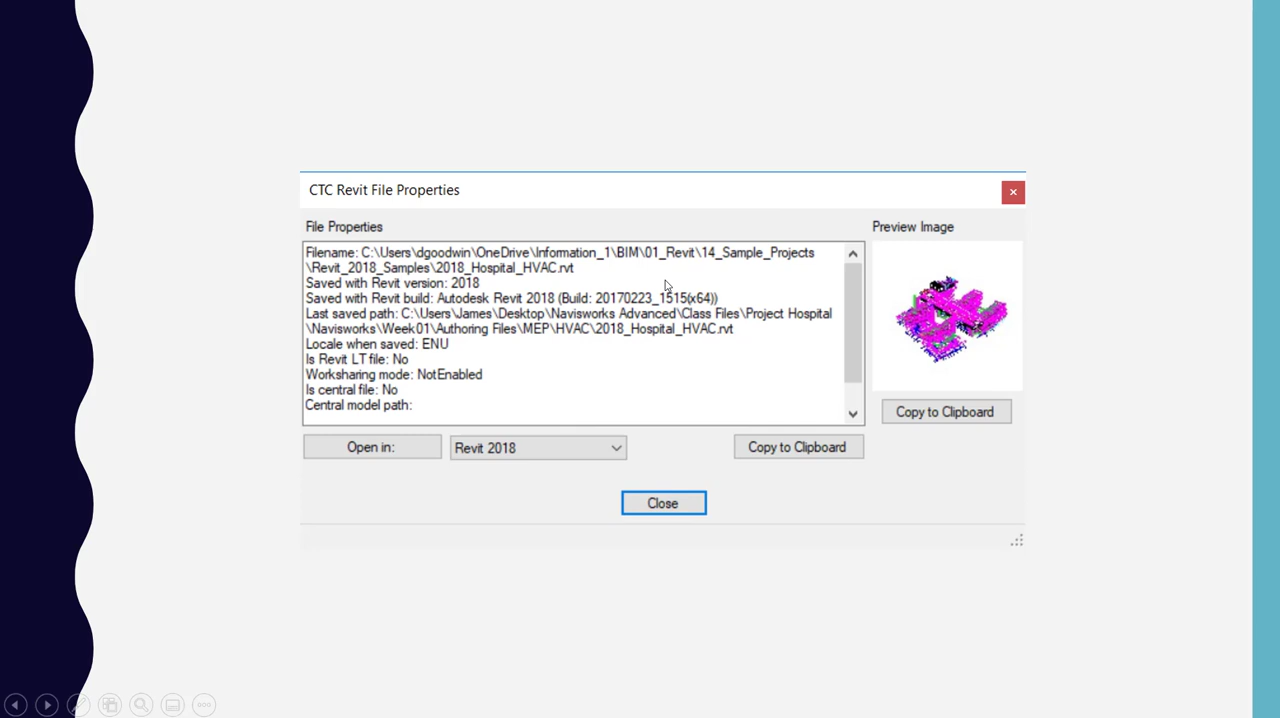 CTC Revit File Properties
File Properties
Preview Image
Filename: C:\Users\dgoodwin\OneDrive\Information_1\BIM\01_Revit\14_Sample_Projects
\Revit_2018_Samples\2018_Hospital_HVAC.rvt
Saved with Revit version: 2018
Saved with Revit build: Autodesk Revit 2018 (Build: 20170223_1515(x64))
Last saved path: C:\Users\James\Desktop\Navisworks Advanced\Class Files\Project Hospital
\Navisworks\Week01\Authoring Files\MEP\HVAC\2018_Hospital_HVAC.rvt
Locale when saved: ENU
Is Revit LT file: No
Worksharing mode: NotEnabled
Is central file: No
Central model path:
Copy to Clipboard
Open in:
Revit 2018
Copy to Clipboard
Close